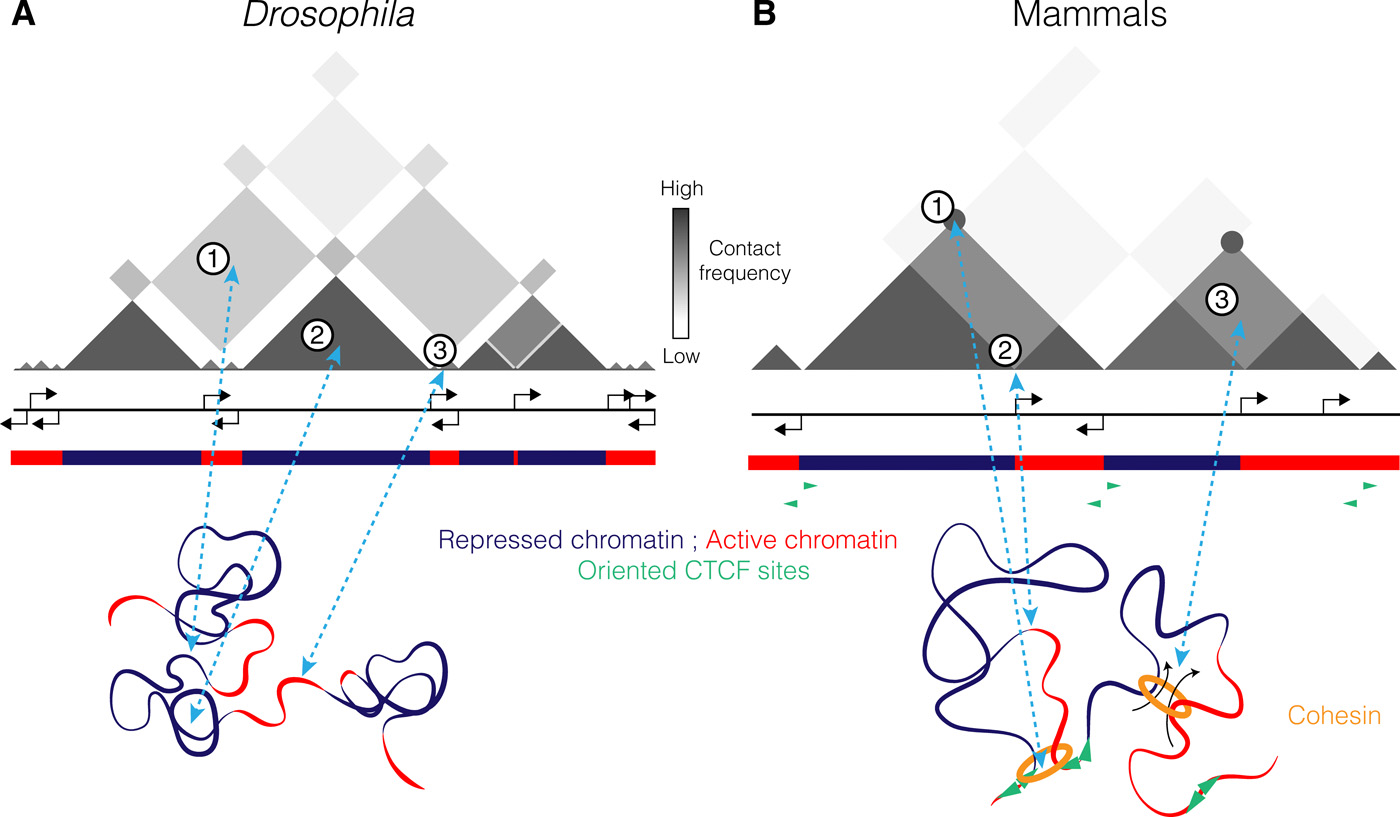 A
Drosophila
B
Mammals
High
Contact
frequency
Low
1
2
3
1
2
3
Repressed chromatin ; Active chromatin
Oriented CTCF sites
Cohesin